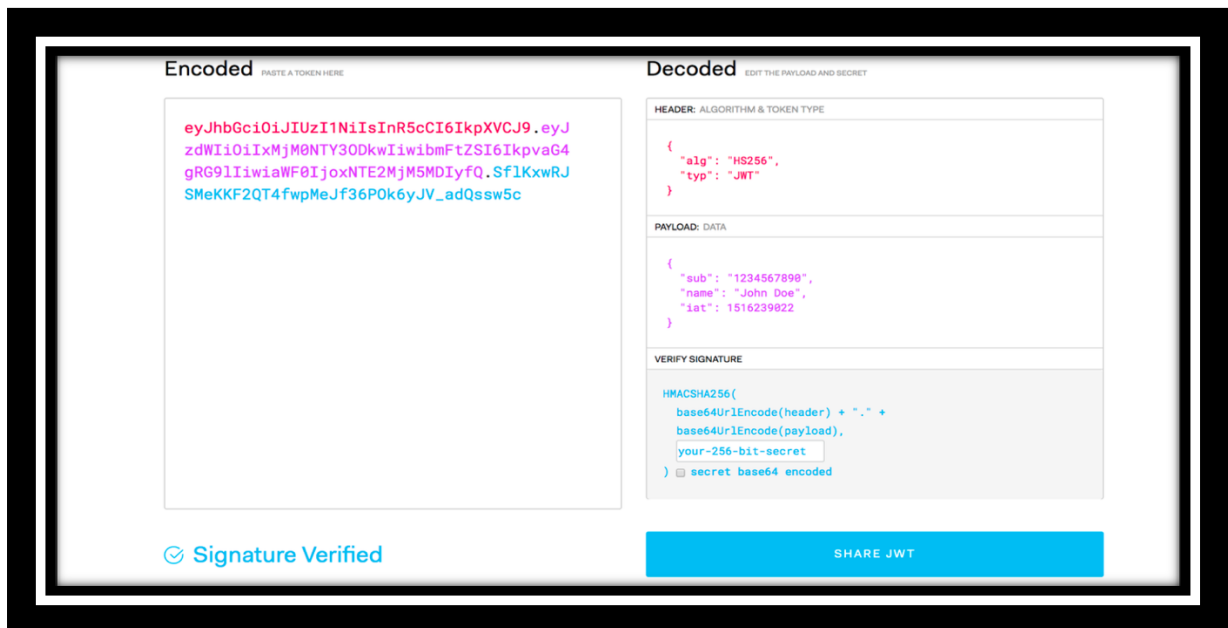 Encoded PASTE A TOKEN HERE
eyJhbGciOiJIUzI1NiIsInR5cCI6IkpXVCJ9.eyJ
zdWIiOiIxMjM0NTY3ODkwIiwibmFtZSI6IkpvaG4
gRG9lIiwiaWF0IjoxNTE2MjM5MDIyfQ.SflKxwRJ
SMeKKF2QT4fwpMeJf36POk6yJV_adQssw5c
Signature Verified
Decoded EDIT THE PAYLOAD AND SECRET
HEADER: ALGORITHM & TOKEN TYPE
{
"alg": "HS256",
"typ": "JWT"
}
PAYLOAD: DATA
{
"sub": "1234567890",
"name": "John Doe",
"iat": 1516239022
}
VERIFY SIGNATURE
HMACSHA256(
base64UrlEncode(header) + "." +
base64UrlEncode(payload),
your-256-bit-secret
) secret base64 encoded
SHARE JWT